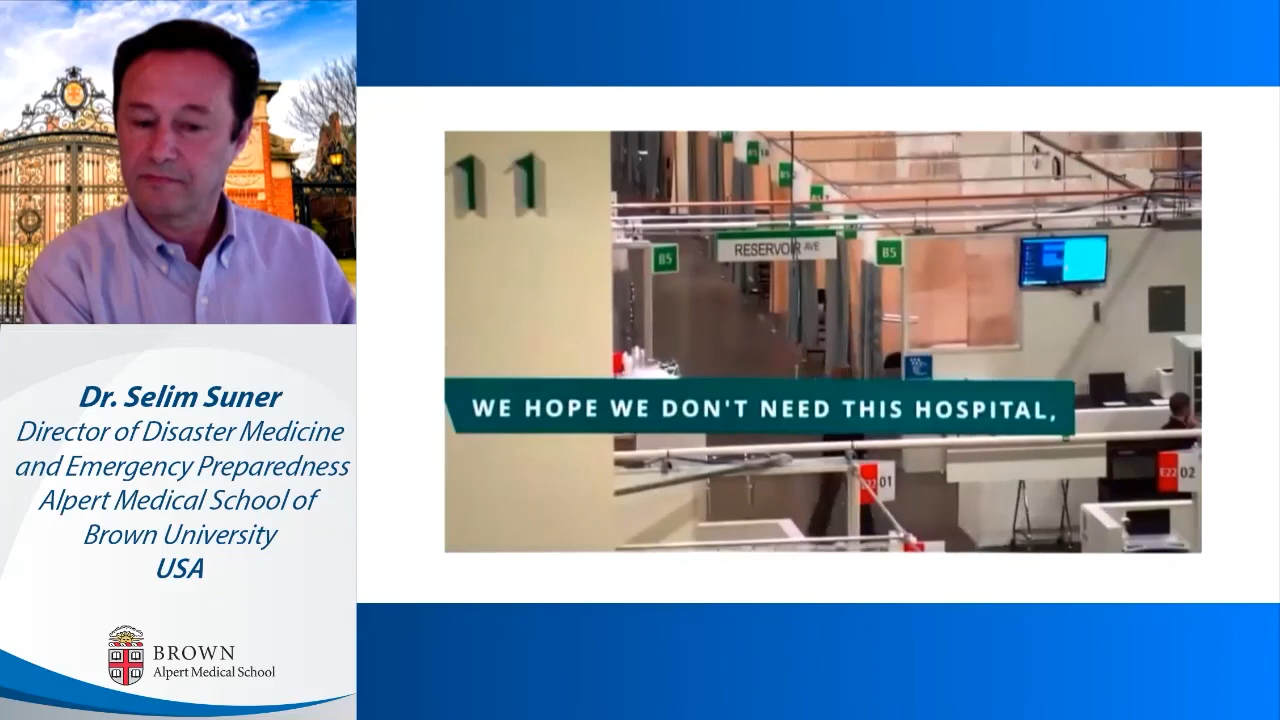 Dr. Selim Suner
Director of Disaster Medicine
and Emergency Preparedness
Alpert Medical School of
Brown University
USA
BROWN
Alpert Medical School
11
RESERVOIR AVE
B5
B5
WE HOPE WE DON'T NEED THIS HOSPITAL,
01
02